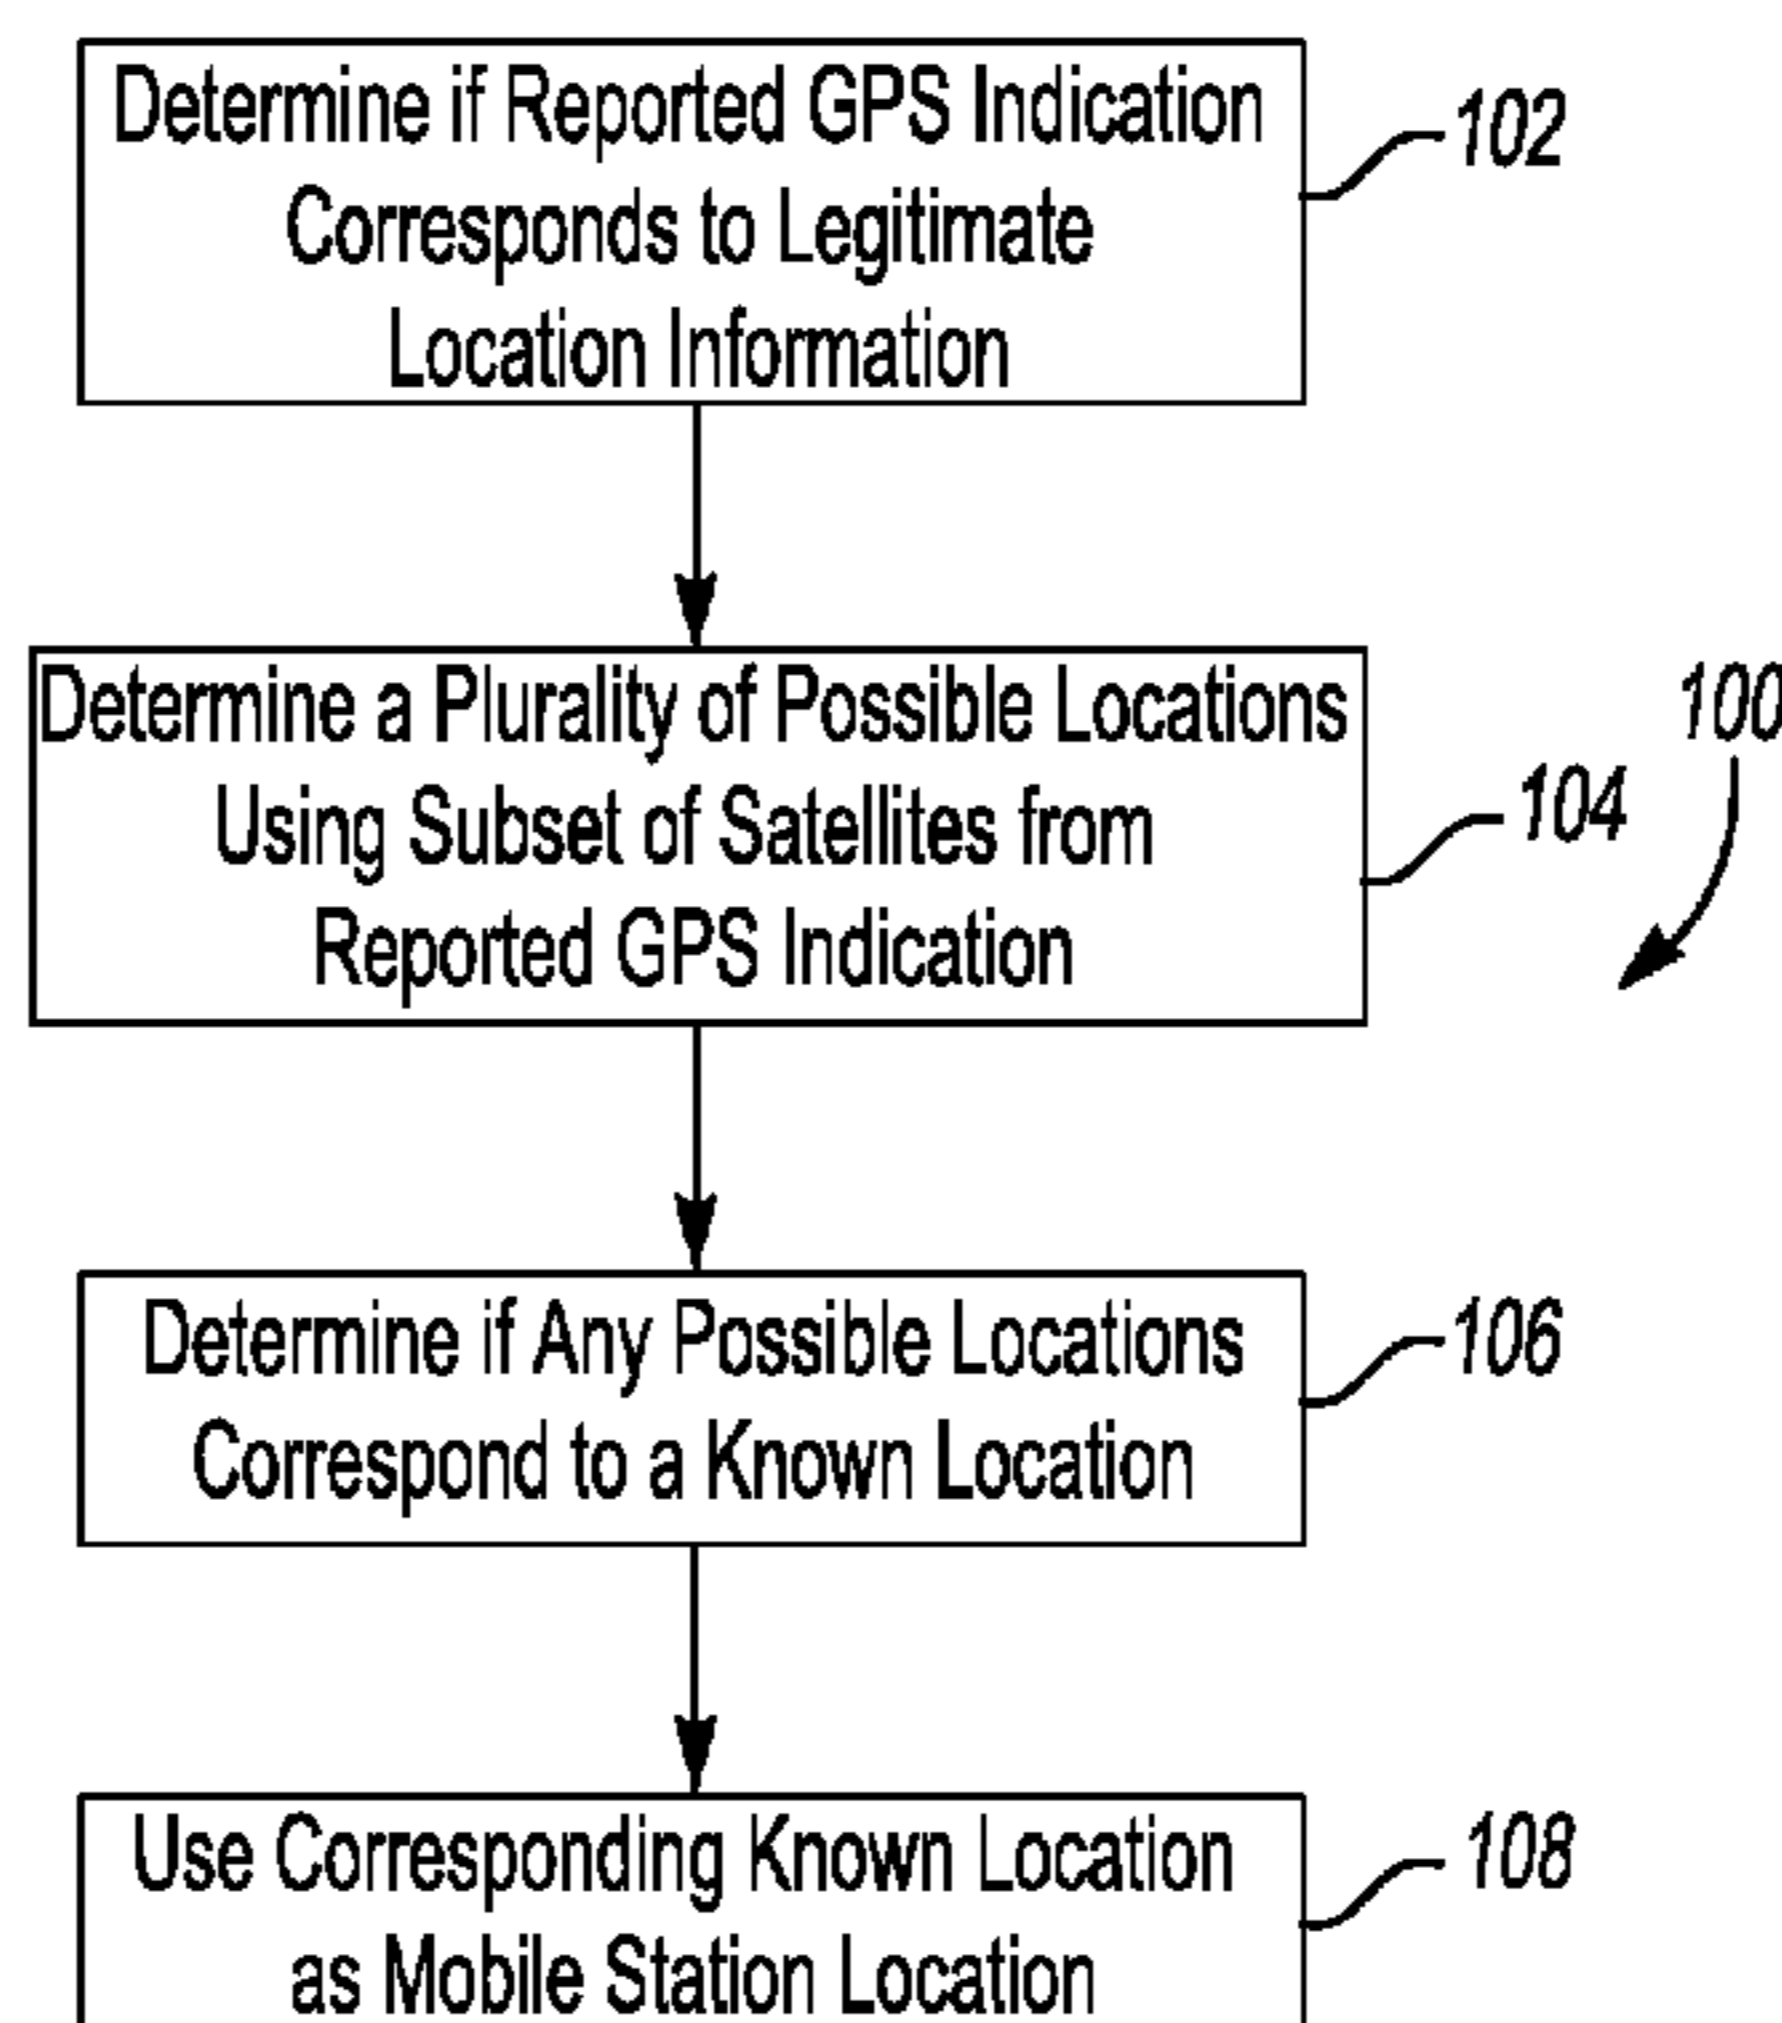 Determine if Reported GPS Indication
Corresponds to Legitimate
Location Information
102
Determine a Plurality of Possible Locations
Using Subset of Satellites from
Reported GPS Indication
104
100
Determine if Any Possible Locations
Correspond to a Known Location
106
Use Corresponding Known Location
as Mobile Station Location
108